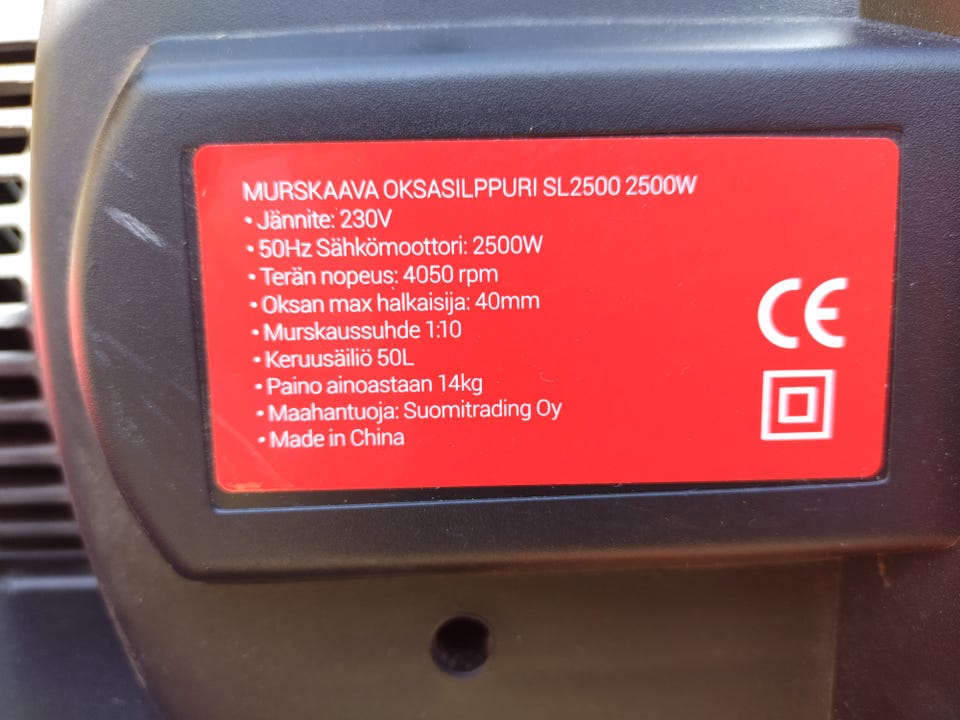 MURSKAAVA OKSASILPPURI SL2500 2500W
• Jännite: 230V
• 50Hz Sähkömoottori: 2500W
• Terän nopeus: 4050 rpm
• Oksan max halkaisija: 40mm
• Murskaussuhde 1:10
• Keruusäiliö 50L
• Paino ainoastaan 14kg
• Maahantuoja: Suomitrading Oy
• Made in China
CE